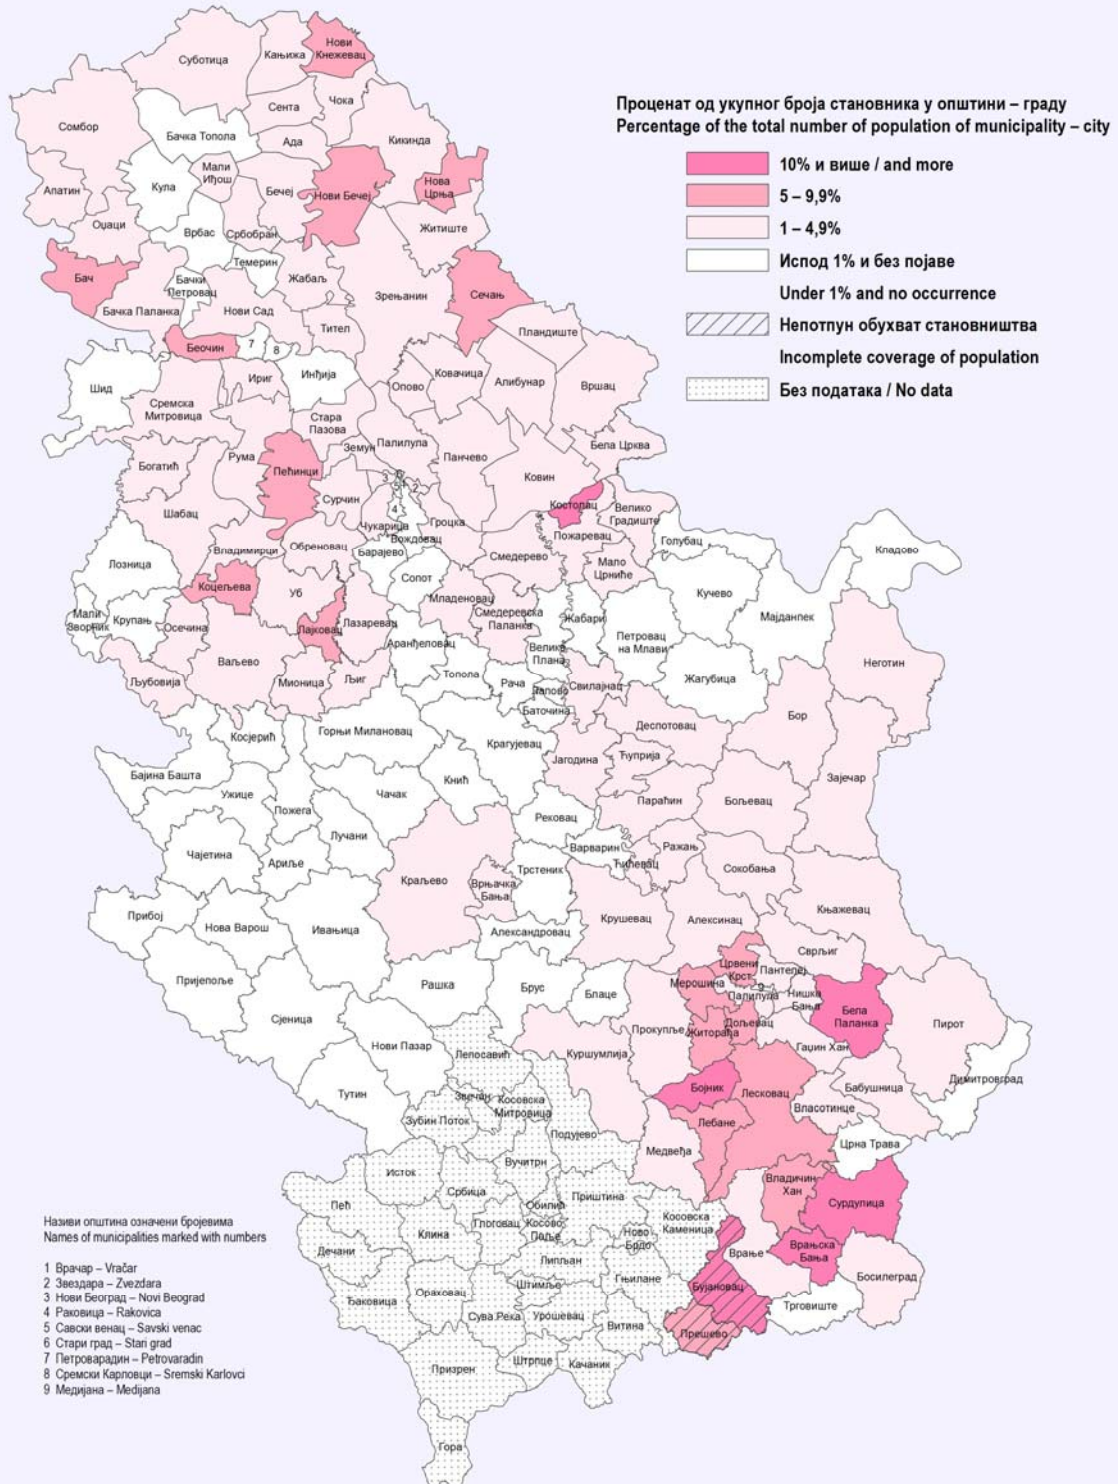 Проценат од укупног броја становника у општини – граду
Percentage of the total number of population of municipality – city
10% и више / and more
5 – 9,9%
1 – 4,9%
Испод 1% и без појаве
Under 1% and no occurrence
Непотпун обухват становништва
Incomplete coverage of population
Без података / No data
Суботица
Кањижа
Нови
Кнежевац
Сомбор
Бачка Топола
Сента
Чока
Ада
Кикинда
Апатин
Кула
Мали
Иђош
Бечеј
Нови Бечеј
Нова
Црња
Оџаци
Врбас
Србобран
Житиште
Бач
Темерин
Бачки
Петровац
Жабаљ
Зрењанин
Сечањ
Бачка Паланка
Нови Сад
Тител
Пландиште
Беочин
7
8
Шид
Ириг
Инђија
Опово
Ковачица
Алибунар
Вршац
Сремска
Митровица
Стара
Пазова
Земун
Палилула
Бела Црква
Богатић
Рума
Пећинци
Панчево
Ковин
Сурчин
3
6
5
1
2
4
Костолац
Велико
Градиште
Шабац
Чукарица
Гроцка
Вождовац
Пожаревац
Голубац
Кладово
Лозница
Владимирци
Обреновац
Барајево
Смедерево
Мало
Црниће
Коцељева
Уб
Сопот
Кучево
Мајданпек
Мали
Зворник
Крупањ
Осечина
Лајковац
Лазаревац
Младеновац
Смедеревска
Паланка
Жабари
Петровац
на Млави
Аранђеловац
Велика
Плана
Ваљево
Неготин
Љубовија
Мионица
Љиг
Топола
Рача
Лапово
Свилајнац
Жагубица
Баточина
Косјерић
Горњи Милановац
Крагујевац
Деспотовац
Бор
Јагодина
Ћуприја
Бајина Башта
Кнић
Зајечар
Ужице
Чачак
Пожега
Параћин
Бољевац
Лучани
Рековац
Чајетина
Ариље
Варварин
Ражањ
Ћићевац
Сокобања
Краљево
Врњачка
Бања
Трстеник
Прибој
Нова Варош
Ивањица
Крушевац
Алексинац
Књажевац
Александровац
Сврљиг
Пријепоље
Рашка
Брус
Блаце
Црвени
Крст
Пантелеј
Мерошина
9
Палилула
Нишка
Бања
Бела
Паланка
Пирот
Сјеница
Прокупље
Житорађа
Дољевац
Гаџин Хан
Нови Пазар
Лепосавић
Куршумлија
Димитровград
Тутин
Звечан
Косовска
Митровица
Бојник
Лесковац
Бабушница
Зубин Поток
Власотинце
Лебане
Подујево
Медвеђа
Црна Трава
Исток
Вучитрн
Владичин
Хан
Пећ
Србица
Обилић
Приштина
Сурдулица
Косовска
Каменица
Клина
Глоговац
Косово
Поље
Ново
Брдо
Врање
Врањска
Бања
Дечани
Липљан
Гњилане
Бујановац
Босилеград
Ђаковица
Ораховац
Штимље
Сува Река
Урошевац
Витина
Прешево
Трговиште
Призрен
Штрпце
Качаник
Гора
Називи општина означени бројевима
Names of municipalities marked with numbers
1 Врачар – Vračar
2 Звездара – Zvezdara
3 Нови Београд – Novi Beograd
4 Раковица – Rakovica
5 Савски венац – Savski venac
6 Стари град – Stari grad
7 Петроварадин – Petrovaradin
8 Сремски Карловци – Sremski Karlovci
9 Медијана – Medijana